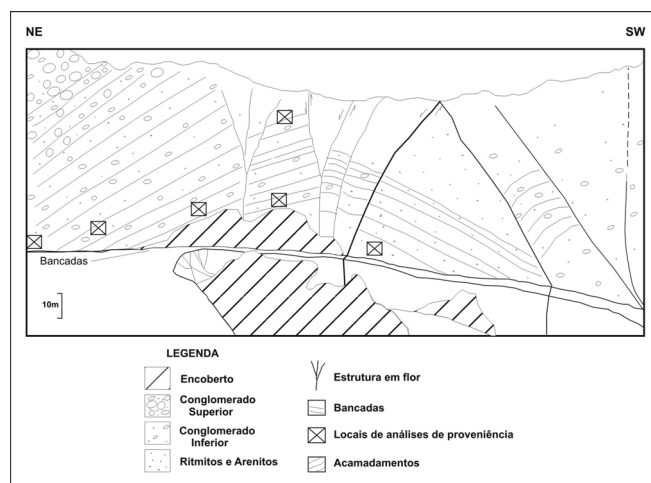 NE
SW
Bancadas
10m
LEGENDA
Encoberto
Conglomerado
Superior
Conglomerado
Inferior
Ritmitos e Arenitos
Estrutura em flor
Bancadas
Locais de análises de proveniência
Acamadamentos